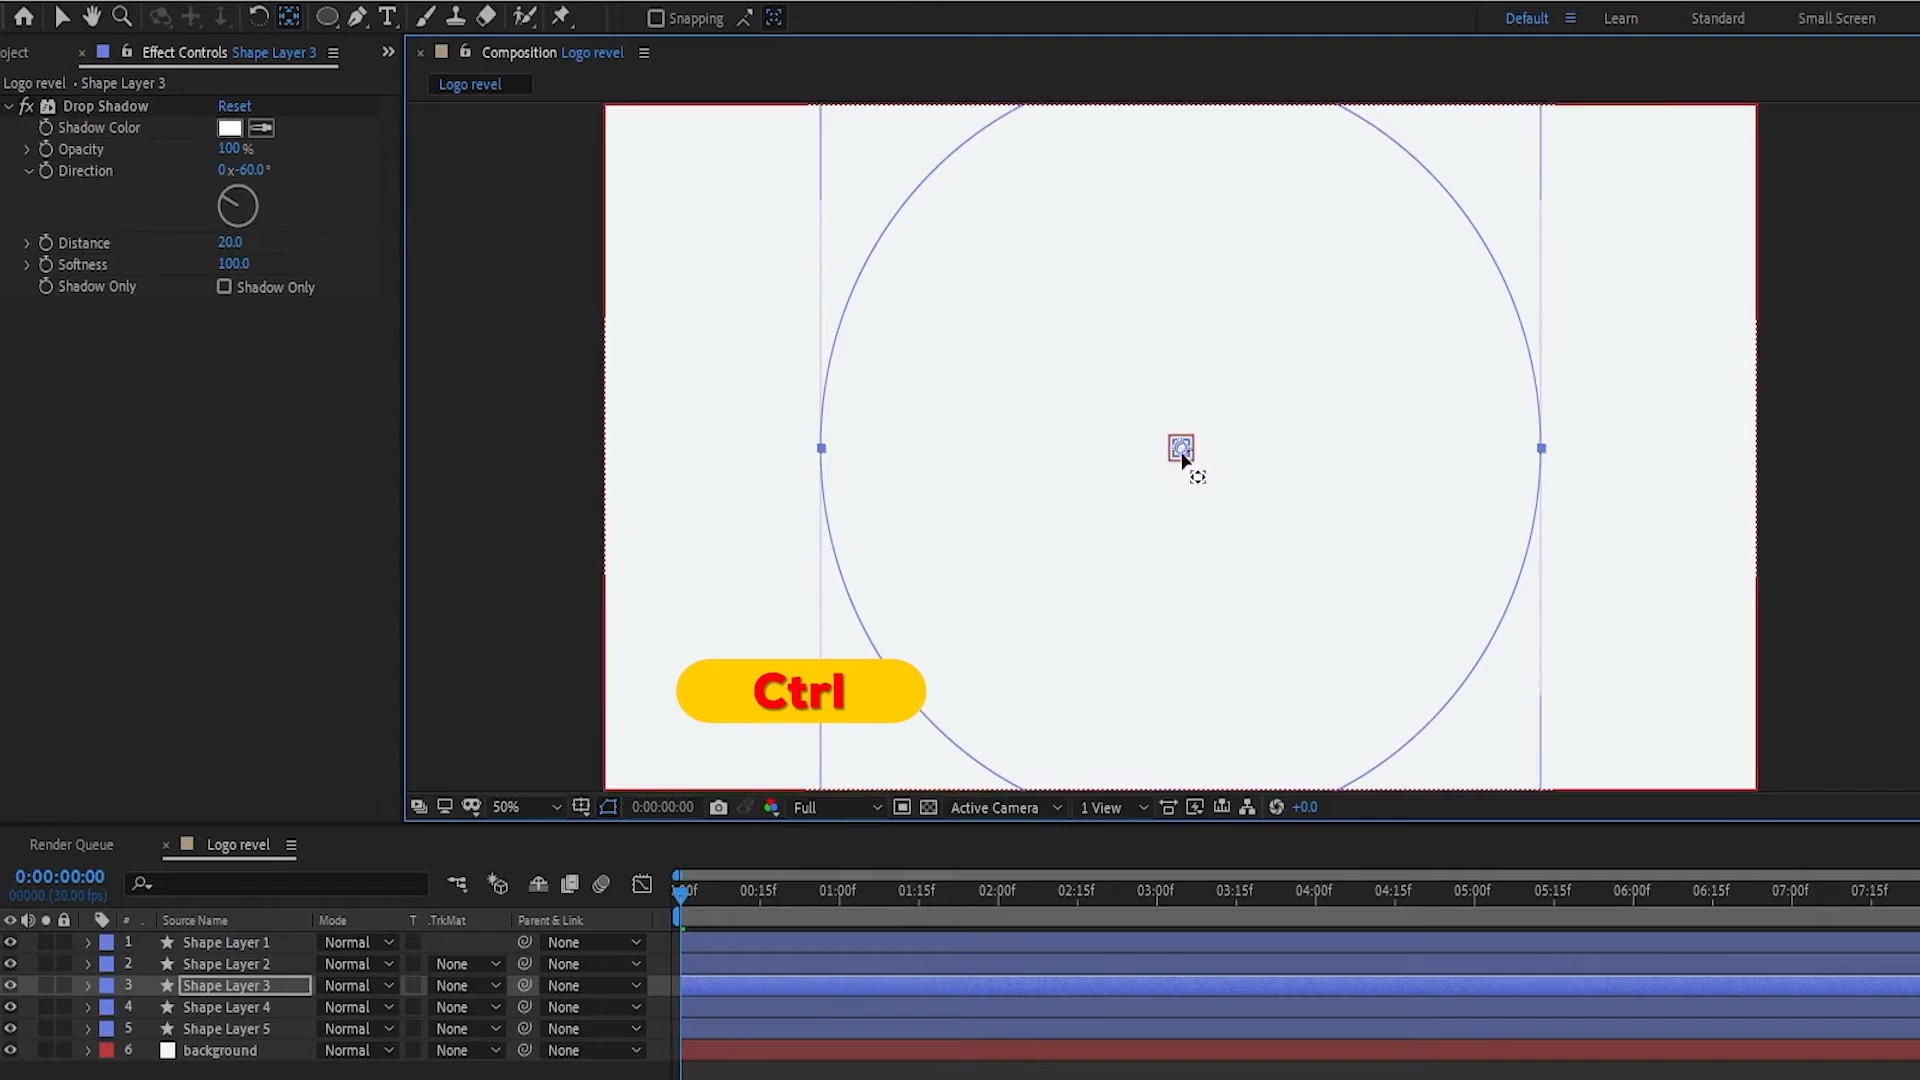 Snapping
Default
Learn
Standard
Small Screen
oject
Effect Controls Shape Layer 3
Composition Logo revel
Logo revel • Shape Layer 3
Logo revel
fx Drop Shadow Reset
Shadow Color
Opacity 100 %
Direction 0 x-60.0°
Distance 20.0
Softness 100.0
Shadow Only Shadow Only
Ctrl
50% 0:00:00:00 Full Active Camera 1 View +0.0
Render Queue Logo revel
0:00:00:00
00000 (30.00 fps)
:00f 00:15f 01:00f 01:15f 02:00f 02:15f 03:00f 03:15f 04:00f 04:15f 05:00f 05:15f 06:00f 06:15f 07:00f 07:15f
# . Source Name Mode T .TrkMat Parent & Link
1 Shape Layer 1 Normal None
2 Shape Layer 2 Normal None None
3 Shape Layer 3 Normal None None
4 Shape Layer 4 Normal None None
5 Shape Layer 5 Normal None None
6 background Normal None None